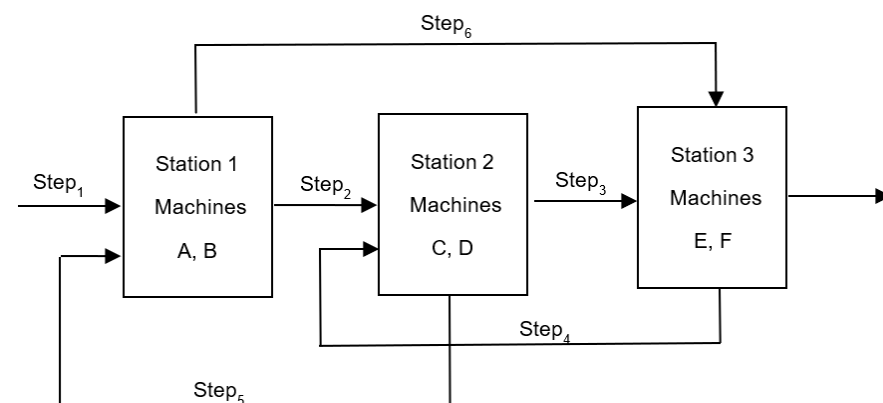 Step₆
Station 1
Machines
A, B
Station 2
Machines
C, D
Station 3
Machines
E, F
Step₁
Step₂
Step₃
Step₄
Step₅